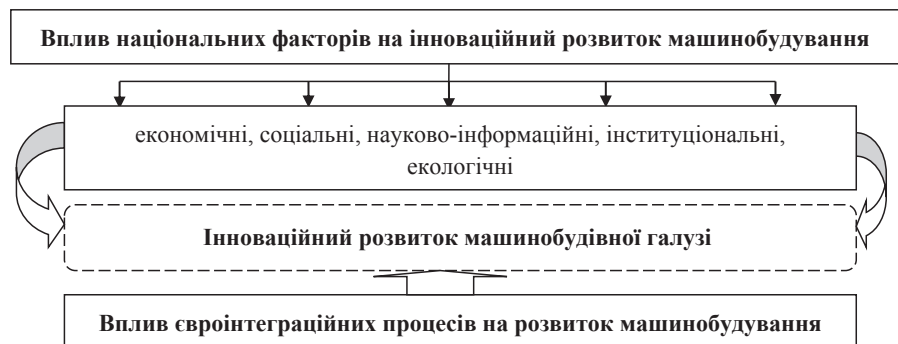 Вплив національних факторів на інноваційний розвиток машинобудування
економічні, соціальні, науково-інформаційні, інституціональні,
екологічні
Інноваційний розвиток машинобудівної галузі
Вплив євроінтеграційних процесів на розвиток машинобудування